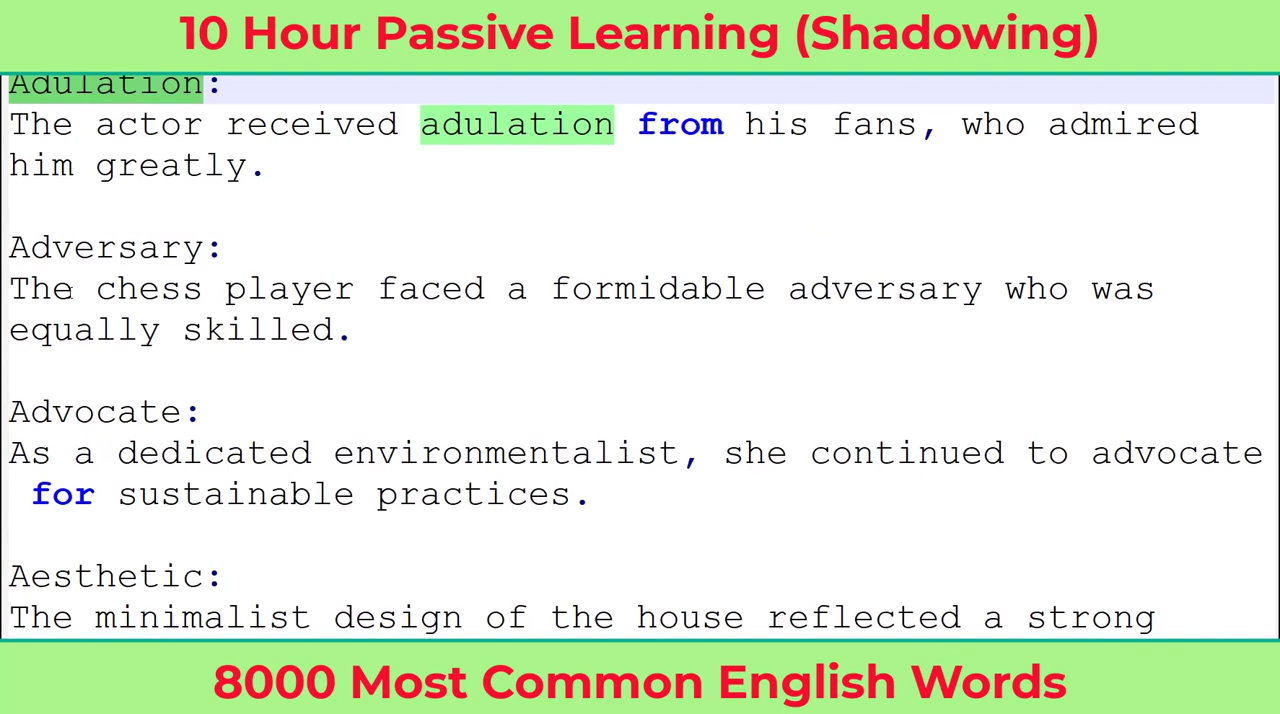 10 Hour Passive Learning (Shadowing)
Adulation:
The actor received adulation from his fans, who admired
him greatly.
Adversary:
The chess player faced a formidable adversary who was
equally skilled.
Advocate:
As a dedicated environmentalist, she continued to advocate
for sustainable practices.
Aesthetic:
The minimalist design of the house reflected a strong
8000 Most Common English Words